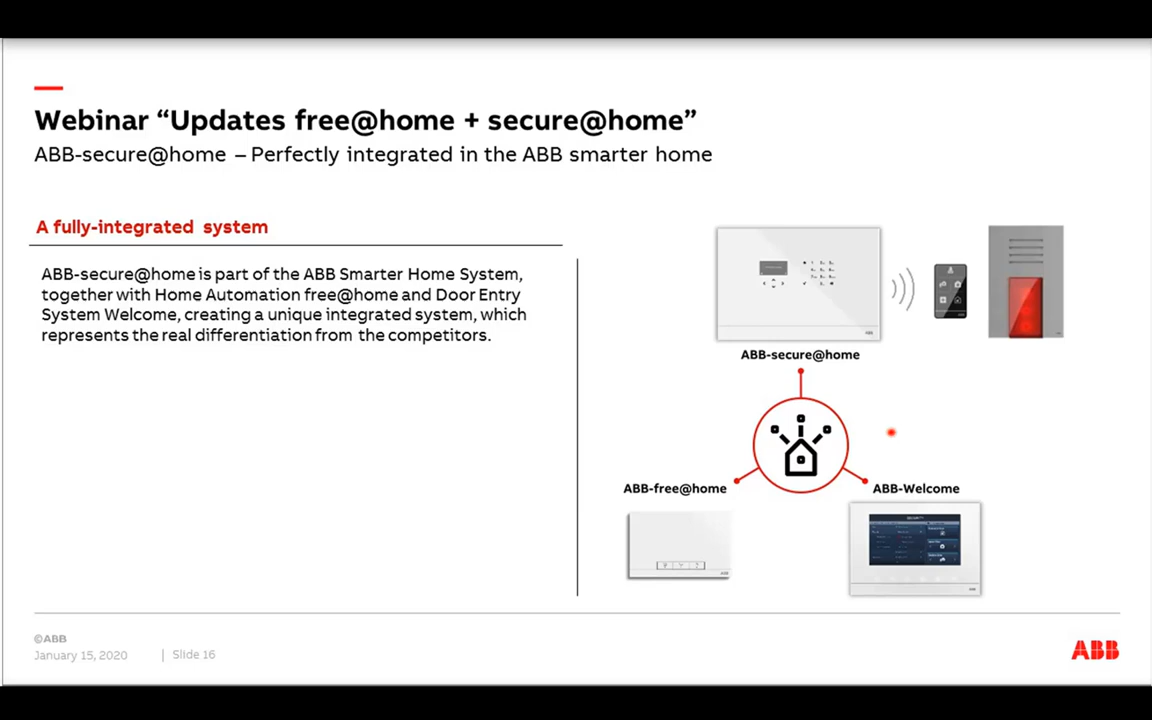 Webinar “Updates free@home + secure@home”
ABB-secure@home – Perfectly integrated in the ABB smarter home
A fully-integrated system
ABB-secure@home is part of the ABB Smarter Home System,
together with Home Automation free@home and Door Entry
System Welcome, creating a unique integrated system, which
represents the real differentiation from the competitors.
ABB-secure@home
ABB-free@home
ABB-Welcome
©ABB
January 15, 2020 | Slide 16
ABB